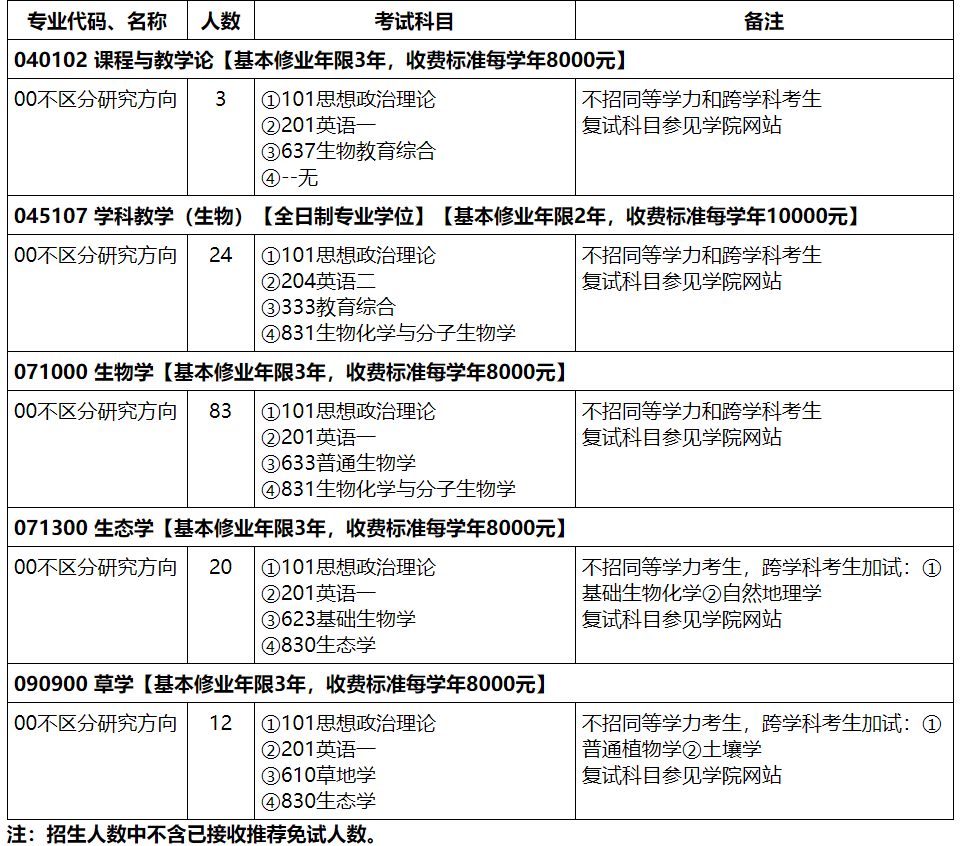 专业代码、名称 人数 考试科目 备注
040102 课程与教学论【基本修业年限3年，收费标准每学年8000元】
00不区分研究方向 3 ①101思想政治理论 不招同等学力和跨学科考生
②201英语一 复试科目参见学院网站
③637生物教育综合
④--无
045107 学科教学（生物）【全日制专业学位】【基本修业年限2年，收费标准每学年10000元】
00不区分研究方向 24 ①101思想政治理论 不招同等学力和跨学科考生
②204英语二 复试科目参见学院网站
③333教育综合
④831生物化学与分子生物学
071000 生物学【基本修业年限3年，收费标准每学年8000元】
00不区分研究方向 83 ①101思想政治理论 不招同等学力和跨学科考生
②201英语一 复试科目参见学院网站
③633普通生物学
④831生物化学与分子生物学
071300 生态学【基本修业年限3年，收费标准每学年8000元】
00不区分研究方向 20 ①101思想政治理论 不招同等学力考生，跨学科考生加试：①
②201英语一 基础生物化学②自然地理学
③623基础生物学 复试科目参见学院网站
④830生态学
090900 草学【基本修业年限3年，收费标准每学年8000元】
00不区分研究方向 12 ①101思想政治理论 不招同等学力考生，跨学科考生加试：①
②201英语一 普通植物学②土壤学
③610草地学 复试科目参见学院网站
④830生态学
注：招生人数中不含已接收推荐免试人数。